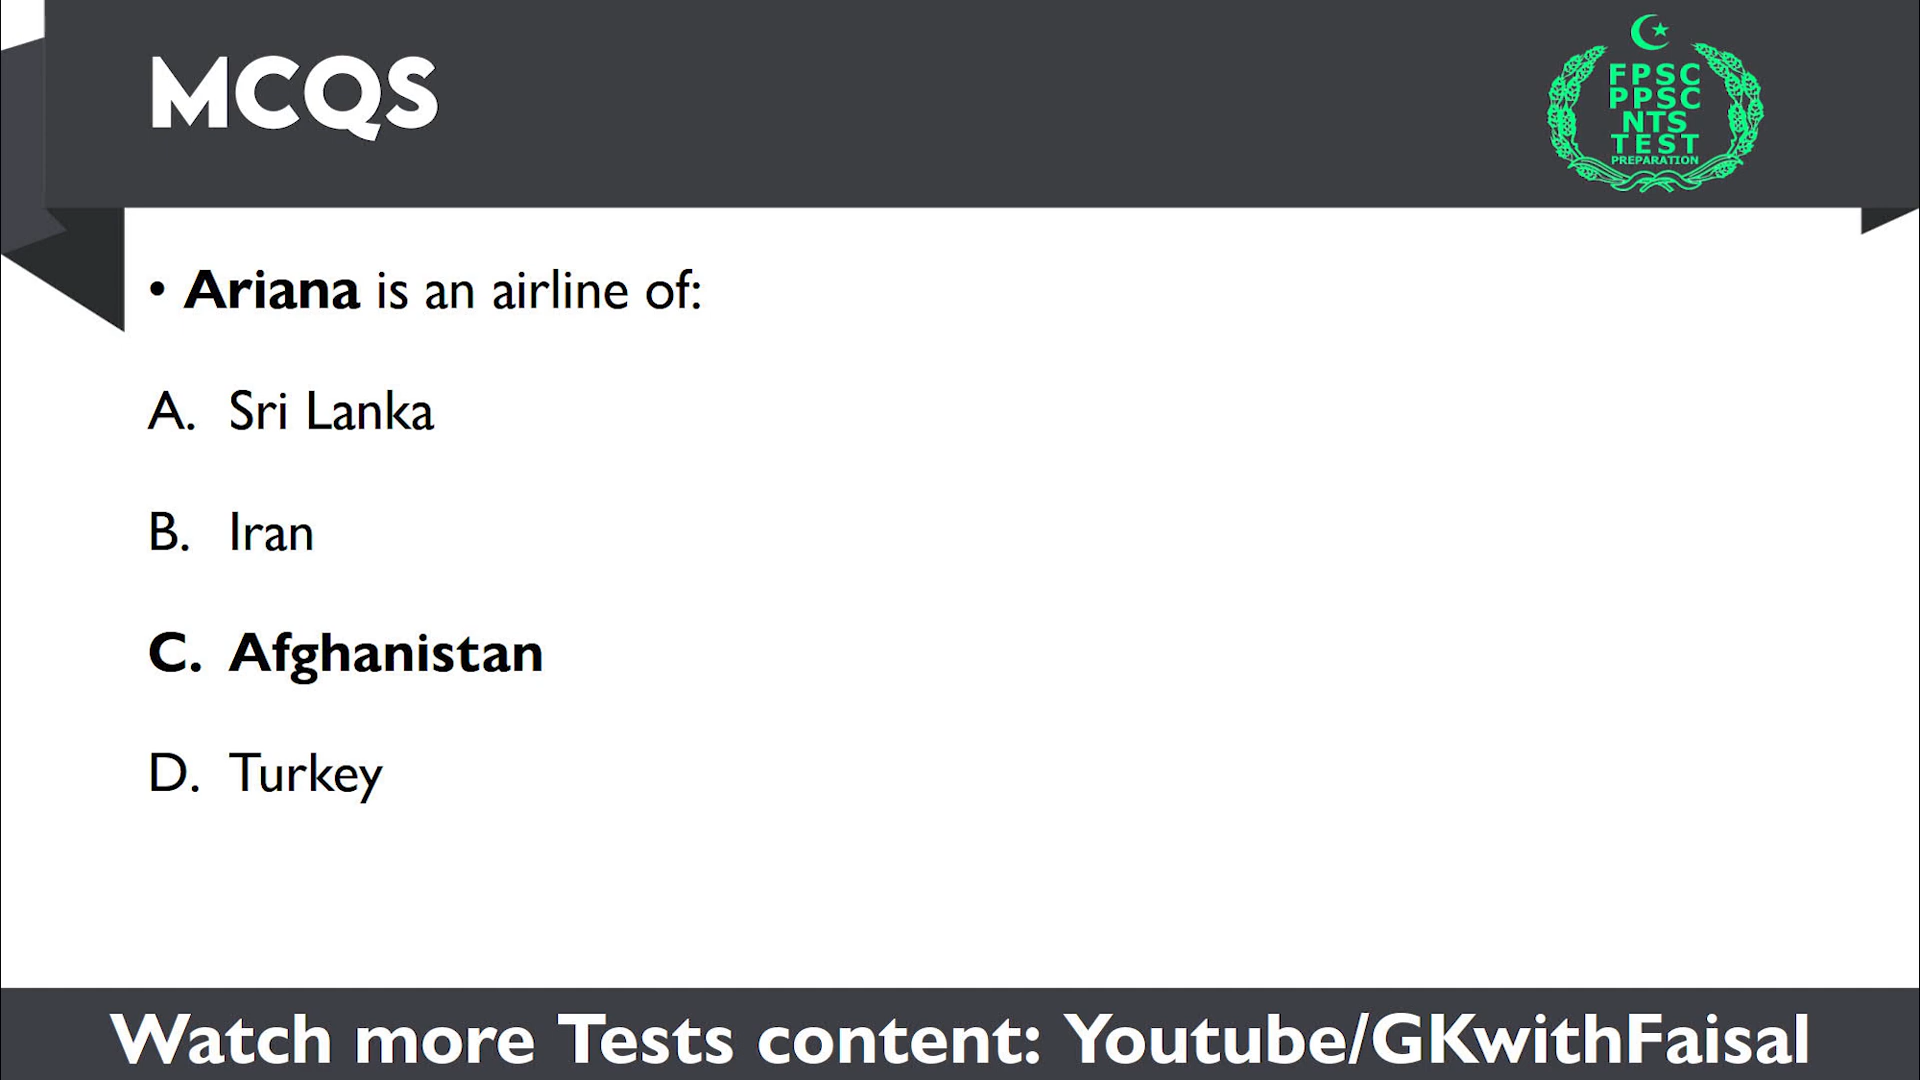 MCQS
FPSC
PPSC
NTS
TEST
PREPARATION
• Ariana is an airline of:
A. Sri Lanka
B. Iran
C. Afghanistan
D. Turkey
Watch more Tests content: Youtube/GKwithFaisal